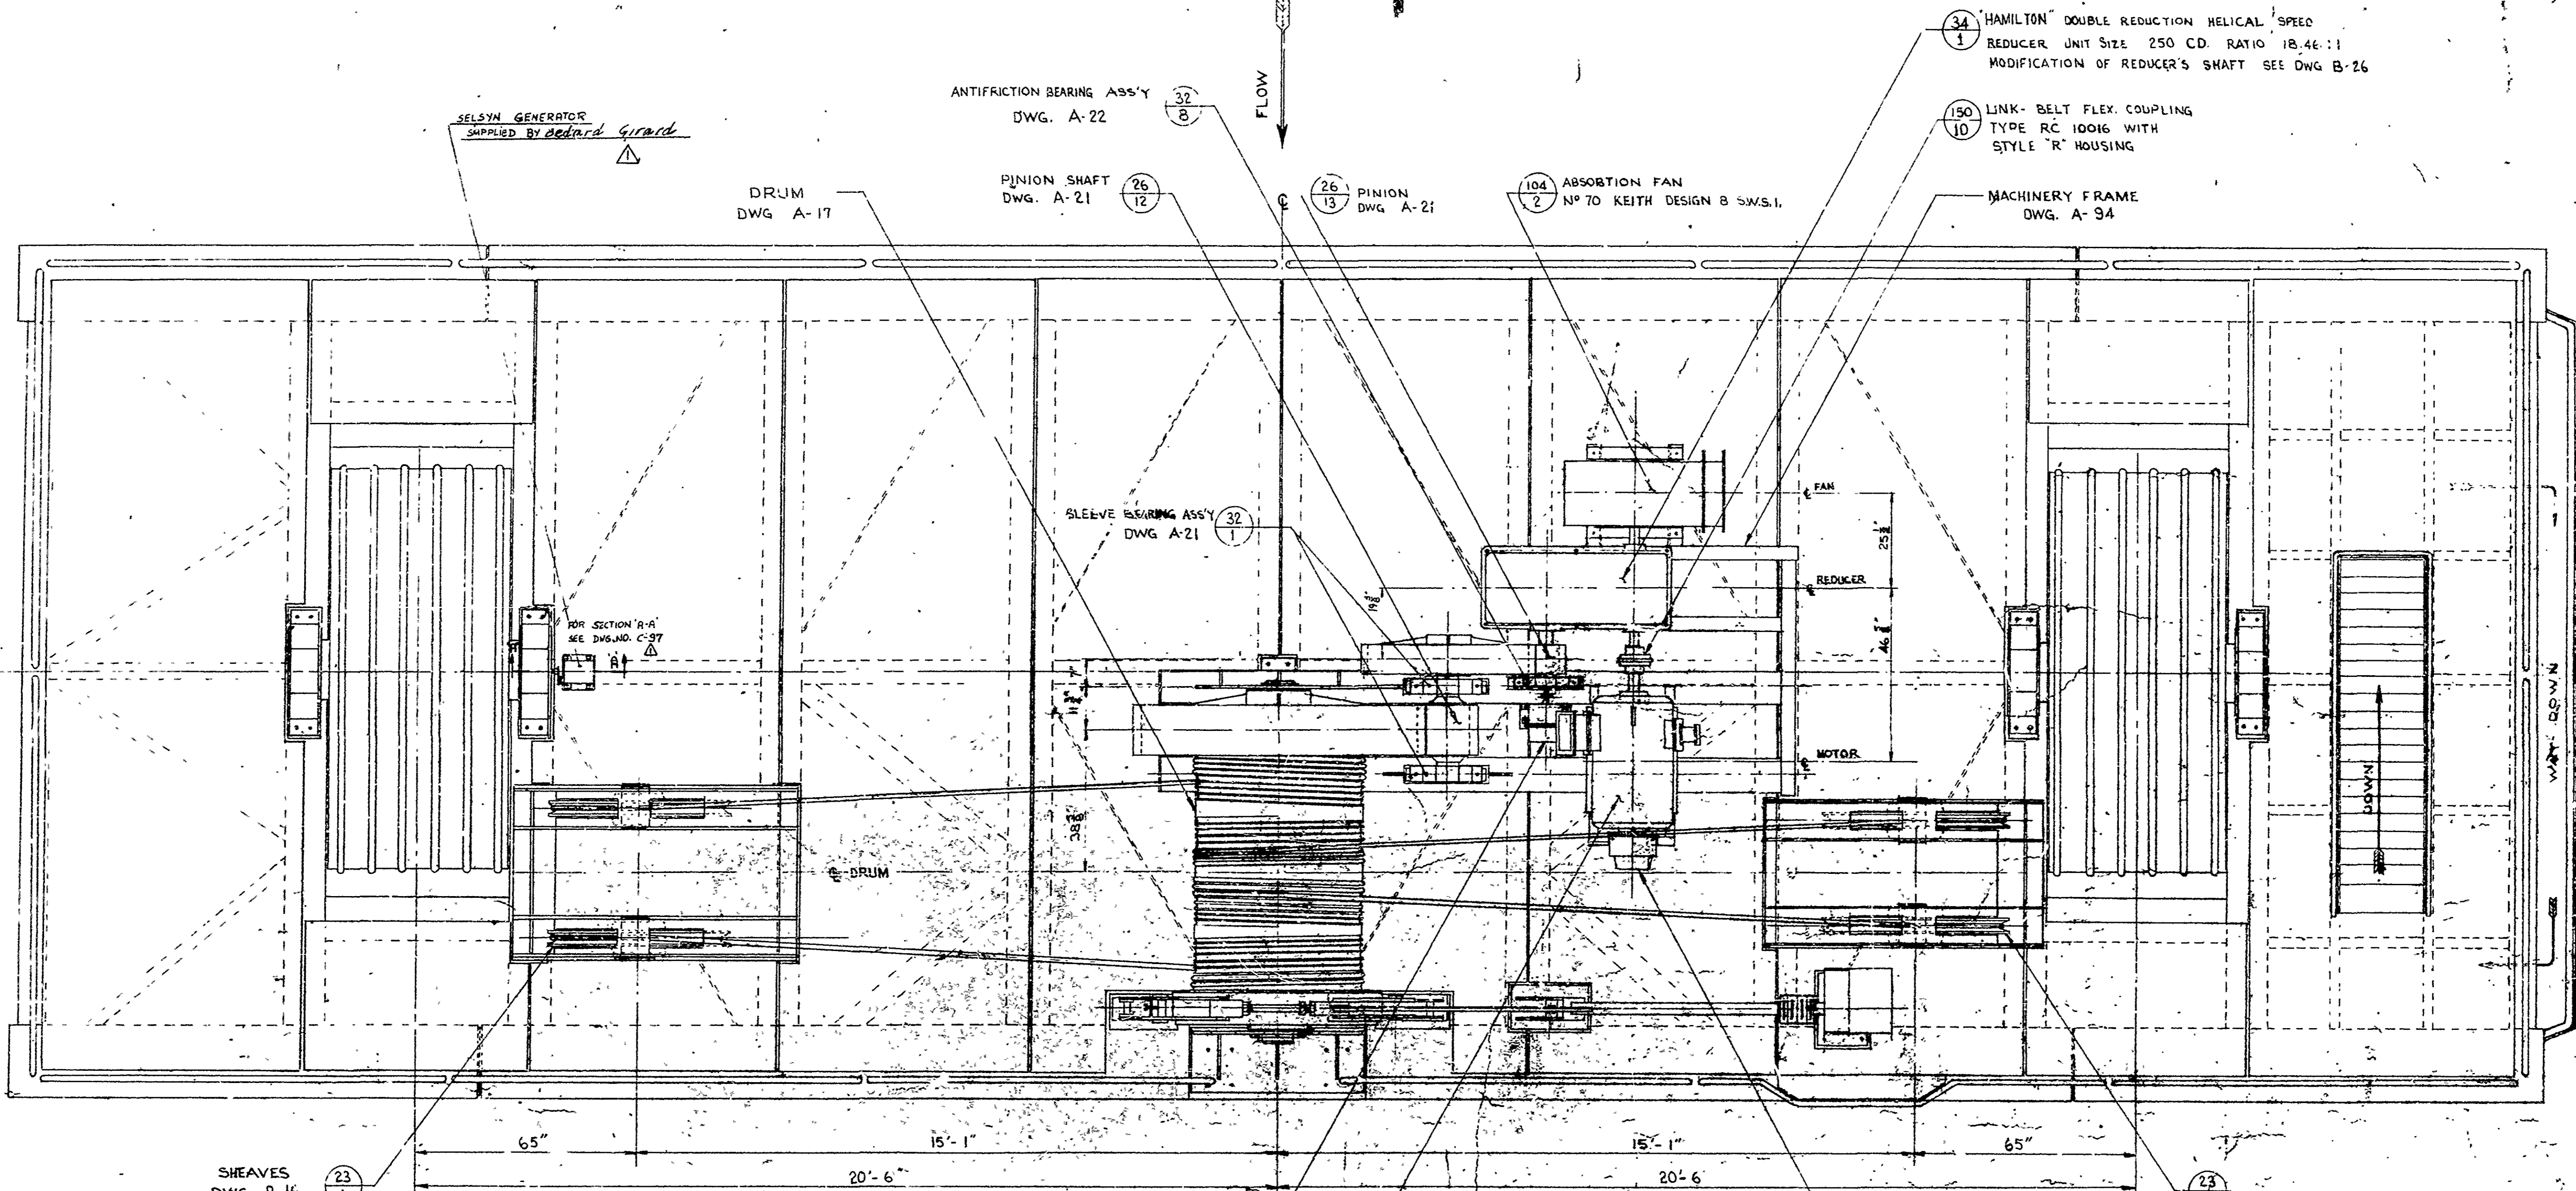 34
1
"HAMILTON" DOUBLE REDUCTION HELICAL SPEED
REDUCER UNIT SIZE 250 CD. RATIO 18.46:1
MODIFICATION OF REDUCER'S SHAFT SEE DWG B-26
ANTIFRICTION BEARING ASS'Y
DWG. A-22
32
8
FLOW
SELSYN GENERATOR
SUPPLIED BY Bedard Girard
1
150
10
LINK-BELT FLEX. COUPLING
TYPE RC 10016 WITH
STYLE "R" HOUSING
DRUM
DWG A-17
PINION SHAFT
DWG. A-21
26
12
26
13
PINION
DWG A-21
104
2
ABSORTION FAN
Nº 70 KEITH DESIGN 8 S.W.S.I.
MACHINERY FRAME
DWG. A-94
℄ FAN
SLEEVE BEARING ASS'Y
DWG A-21
32
1
℄ REDUCER
FOR SECTION 'A-A'
SEE DWG.NO. C-97
1
'A'
7"
℄ MOTOR
℄ DRUM
DOWN
DOWN
65"
15'-1"
15'-1"
65"
20'-6"
20'-6
SHEAVES
23
23